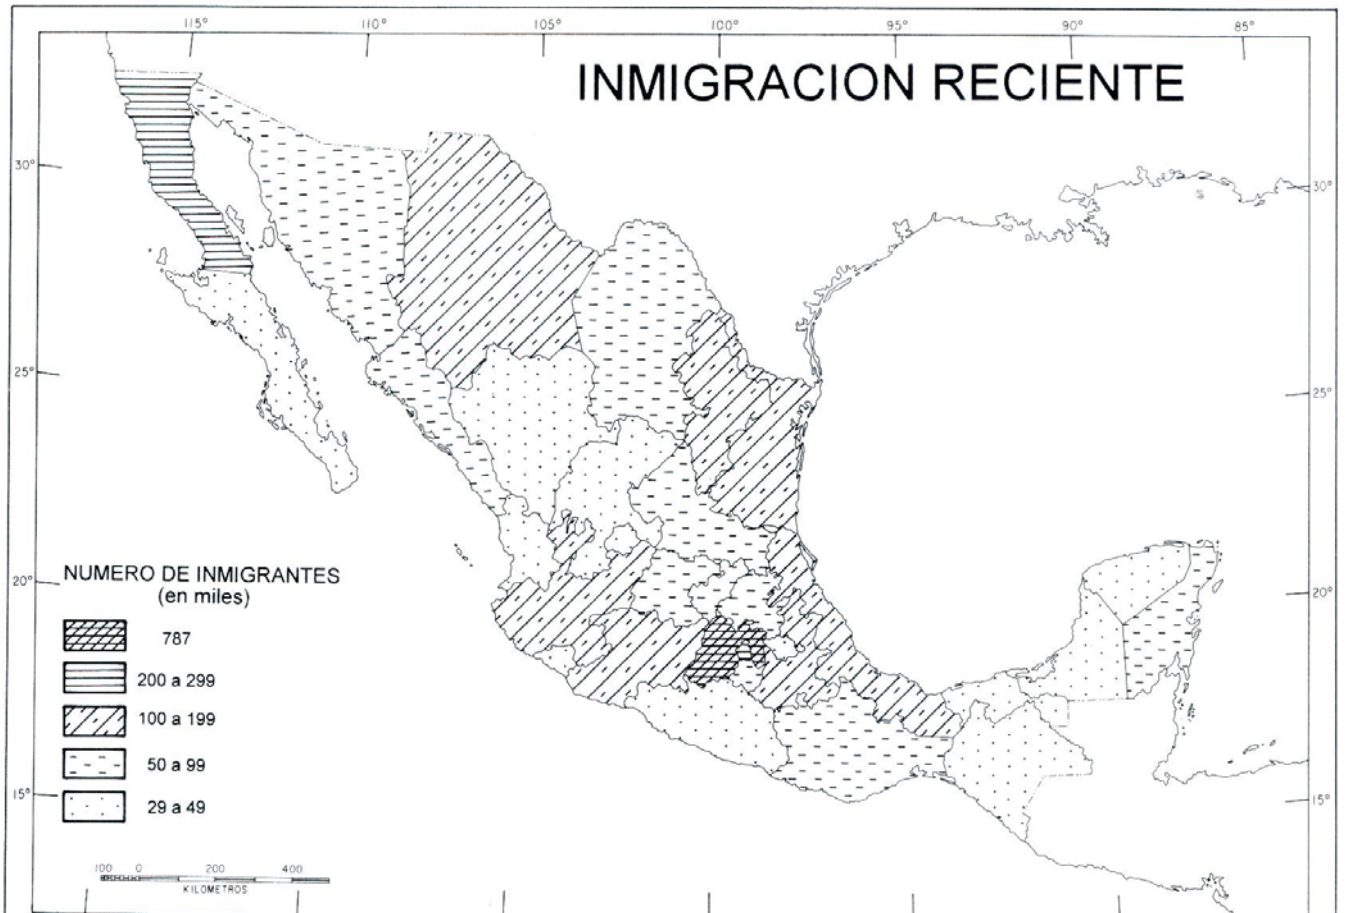 115° 110° 105° 100° 95° 90° 85°
INMIGRACION RECIENTE
30° 30°
25° 25°
NUMERO DE INMIGRANTES
(en miles)
20° 20°
787
200 a 299
100 a 199
50 a 99
29 a 49
15° 15°
100 0 200 400
KILOMETROS